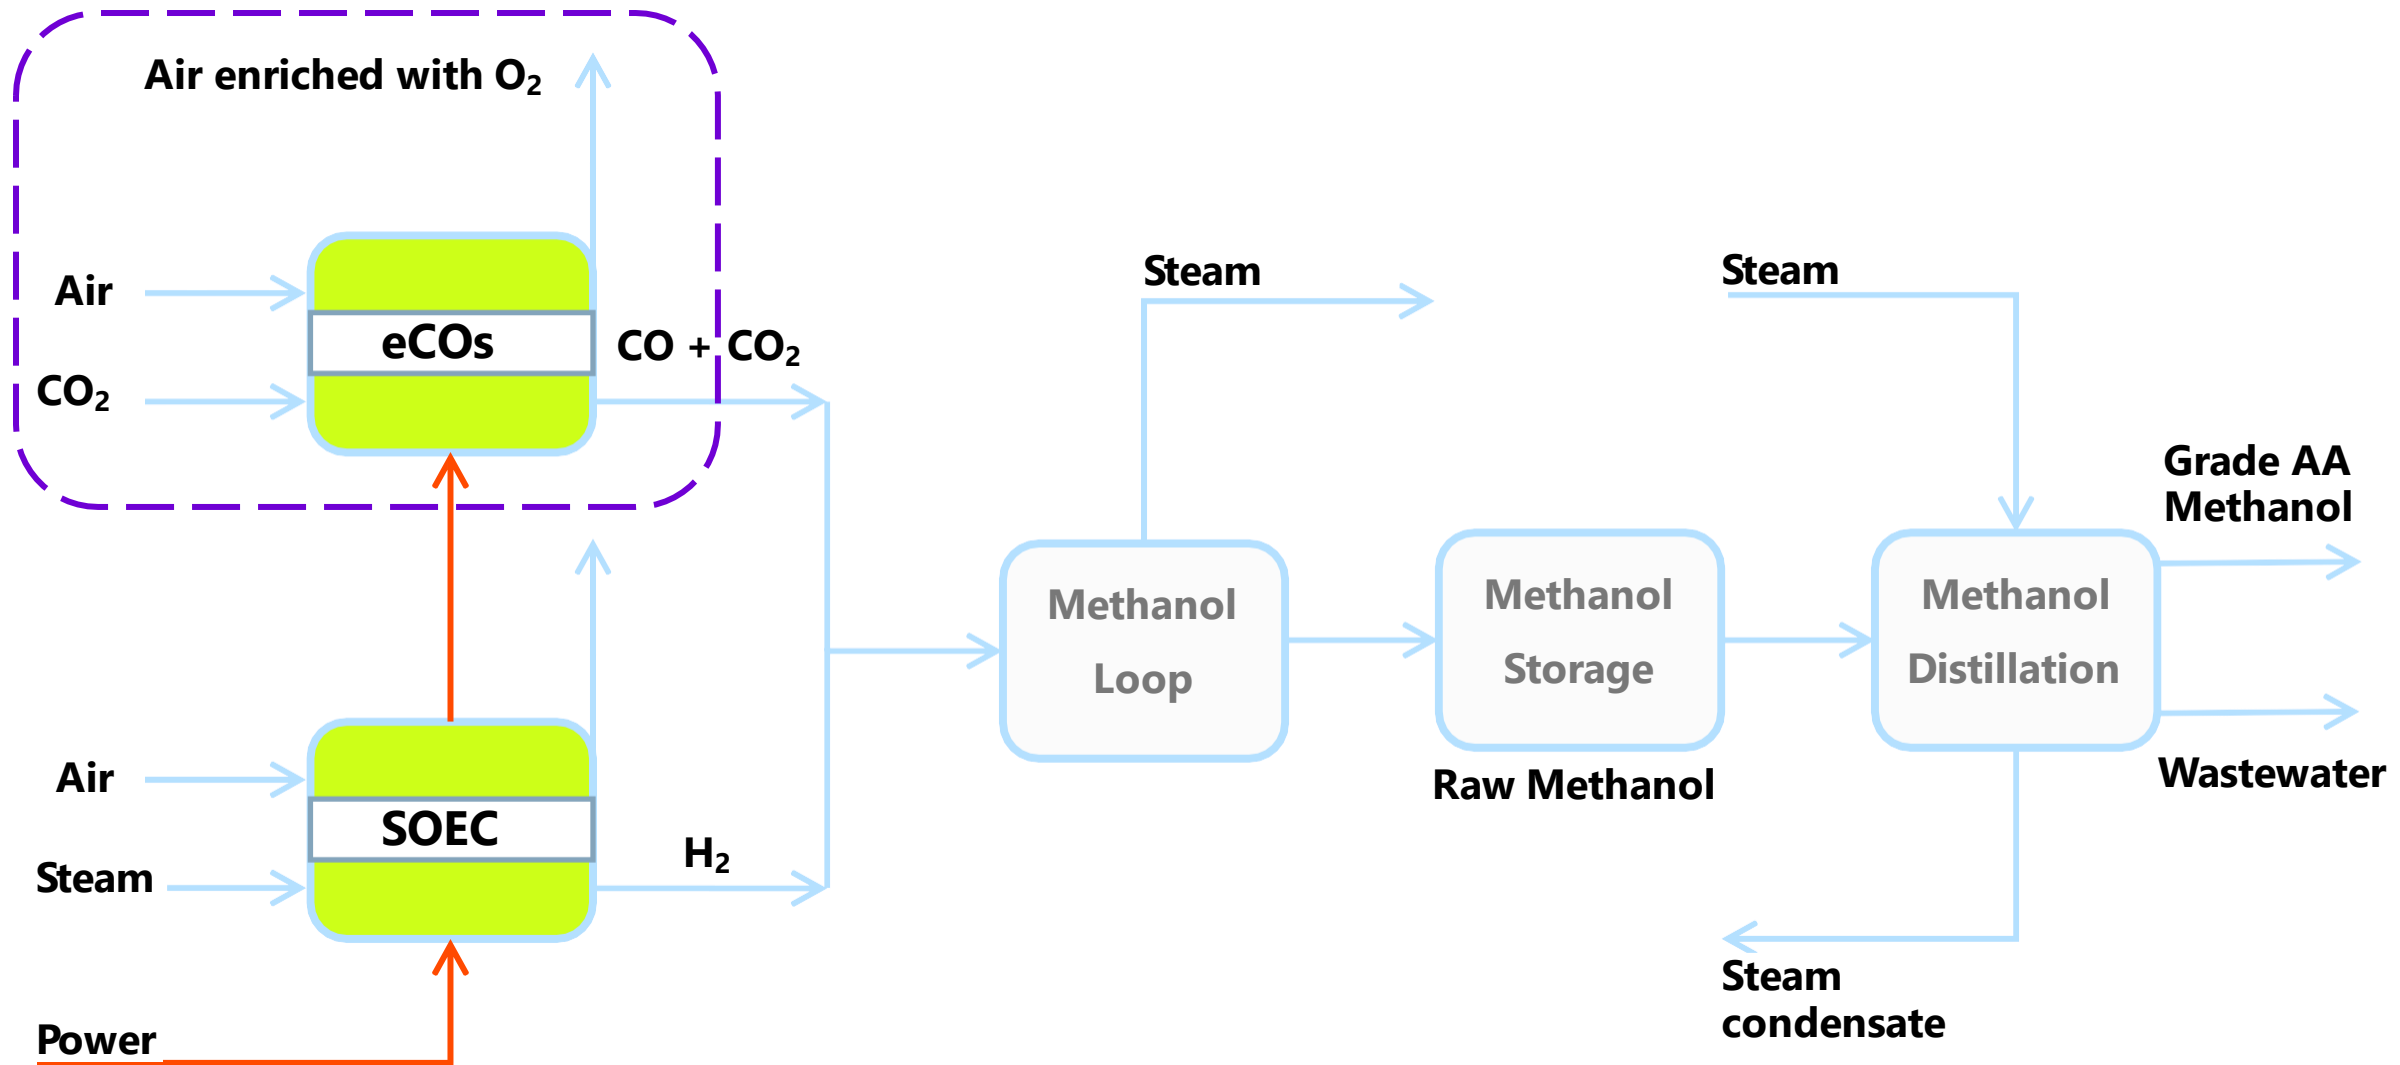 Air enriched with O₂
Air
eCOs
CO₂
CO + CO₂
Air
SOEC
Steam
H₂
Power
Steam
Methanol
Loop
Methanol
Storage
Raw Methanol
Steam
Methanol
Distillation
Grade AA
Methanol
Wastewater
Steam
condensate